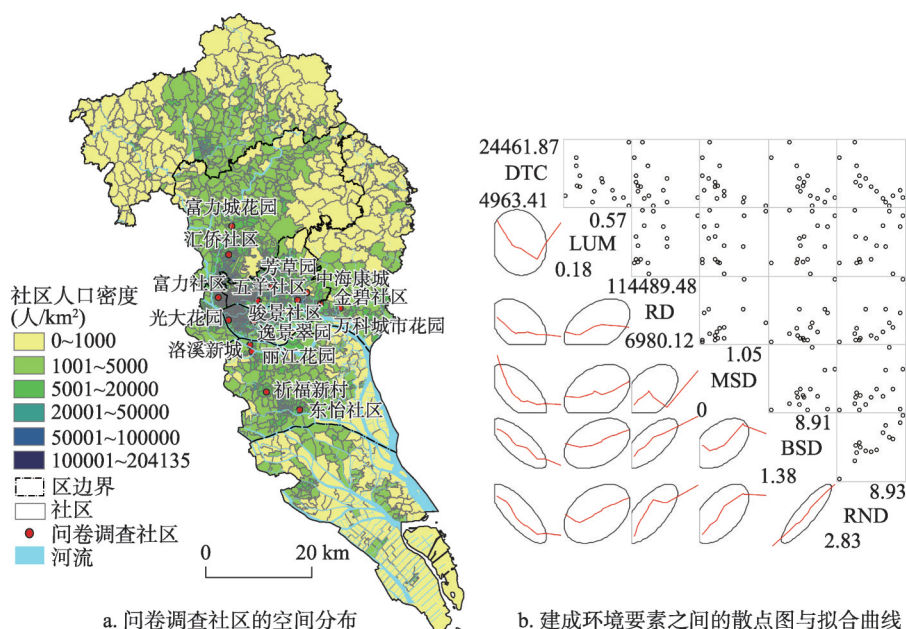 富力城花园
汇侨社区
芳草园
富力社区
五羊社区
中海康城
金碧社区
光大花园
骏景社区
逸景翠园
万科城市花园
洛溪新城
丽江花园
祈福新村
东怡社区
社区人口密度
(人/km²)
0~1000
1001~5000
5001~20000
20001~50000
50001~100000
100001~204135
区边界
社区
问卷调查社区
河流
0 20 km
a. 问卷调查社区的空间分布
24461.87
DTC
4963.41
0.57
LUM
0.18
114489.48
RD
6980.12
1.05
MSD
0
8.91
BSD
1.38
8.93
RND
2.83
b. 建成环境要素之间的散点图与拟合曲线